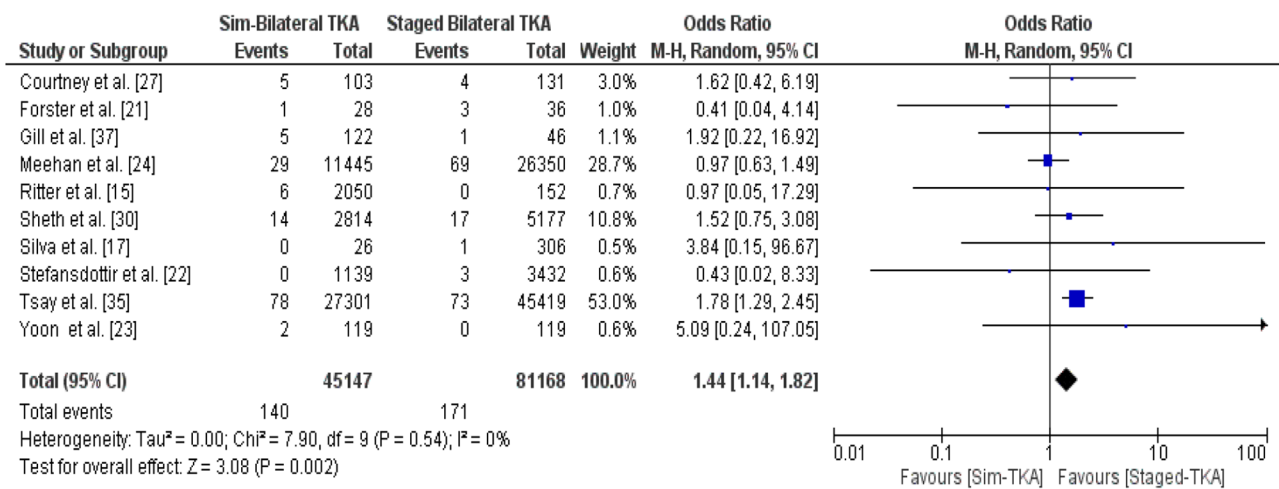 Sim-Bilateral TKA Staged Bilateral TKA Odds Ratio Odds Ratio
Study or Subgroup Events Total Events Total Weight M-H, Random, 95% CI M-H, Random, 95% CI
Courtney et al. [27] 5 103 4 131 3.0% 1.62 [0.42, 6.19]
Forster et al. [21] 1 28 3 36 1.0% 0.41 [0.04, 4.14]
Gill et al. [37] 5 122 1 46 1.1% 1.92 [0.22, 16.92]
Meehan et al. [24] 29 11445 69 26350 28.7% 0.97 [0.63, 1.49]
Ritter et al. [15] 6 2050 0 152 0.7% 0.97 [0.05, 17.29]
Sheth et al. [30] 14 2814 17 5177 10.8% 1.52 [0.75, 3.08]
Silva et al. [17] 0 26 1 306 0.5% 3.84 [0.15, 96.67]
Stefansdottir et al. [22] 0 1139 3 3432 0.6% 0.43 [0.02, 8.33]
Tsay et al. [35] 78 27301 73 45419 53.0% 1.78 [1.29, 2.45]
Yoon et al. [23] 2 119 0 119 0.6% 5.09 [0.24, 107.05]
Total (95% CI) 45147 81168 100.0% 1.44 [1.14, 1.82]
Total events 140 171
Heterogeneity: Tau² = 0.00; Chi² = 7.90, df = 9 (P = 0.54); I² = 0%
Test for overall effect: Z = 3.08 (P = 0.002)
0.01 0.1 1 10 100
Favours [Sim-TKA] Favours [Staged-TKA]